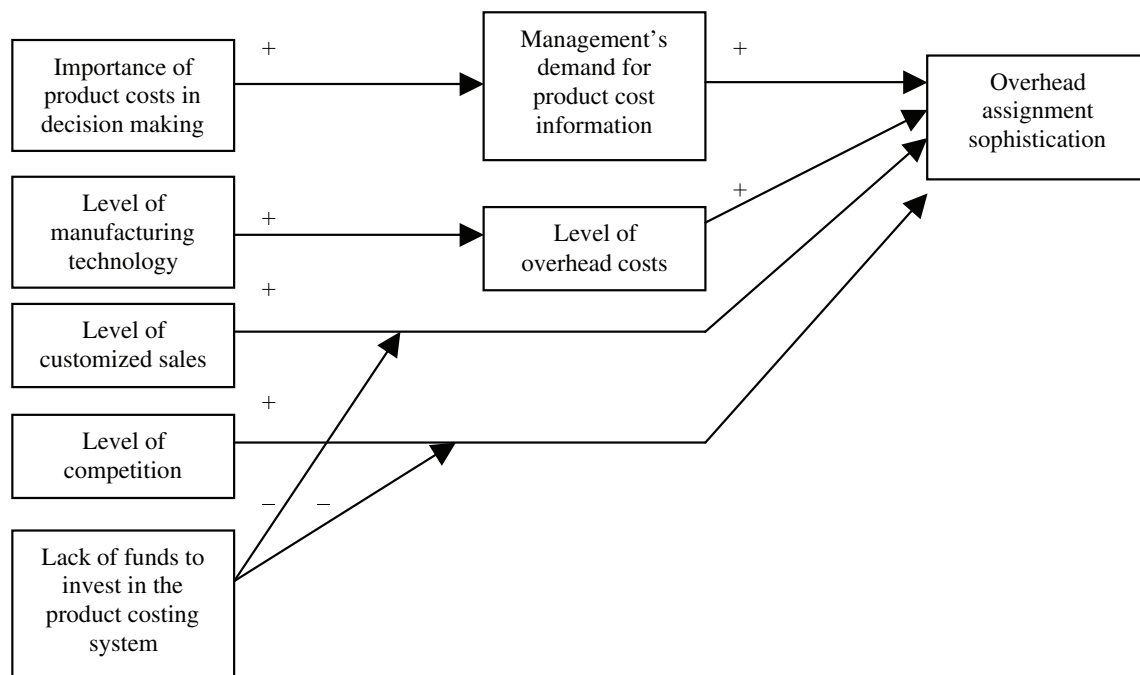 Importance of
product costs in
decision making
+
Management’s
demand for
product cost
information
+
Overhead
assignment
sophistication
Level of
manufacturing
technology
+
Level of
overhead costs
+
Level of
customized sales
+
Level of
competition
+
Lack of funds to
invest in the
product costing
system
– –